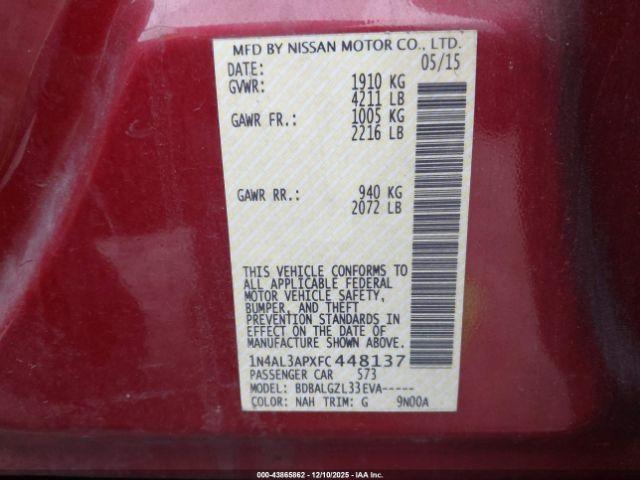 MFD BY NISSAN MOTOR CO., LTD.
DATE: 05/15
GVWR: 1910 KG
4211 LB
GAWR FR.: 1005 KG
2216 LB
GAWR RR.: 940 KG
2072 LB
THIS VEHICLE CONFORMS TO
ALL APPLICABLE FEDERAL
MOTOR VEHICLE SAFETY,
BUMPER, AND THEFT
PREVENTION STANDARDS IN
EFFECT ON THE DATE OF
MANUFACTURE SHOWN ABOVE.
1N4AL3APXFC448137
PASSENGER CAR 573
MODEL: BDBALGZL33EVA-----
COLOR: NAH TRIM: G 9N00A
000-43865862 • 12/10/2025 • IAA Inc.